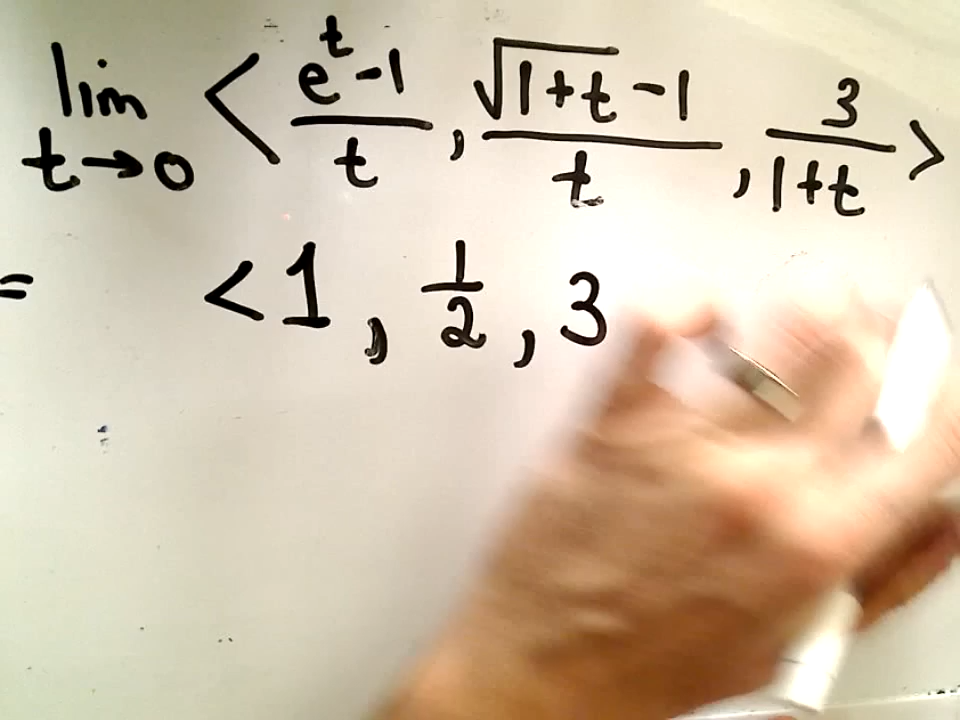 lim t→0 < e^t-1 / t , √1+t -1 / t , 3 / 1+t >
= <1 , 1/2 , 3